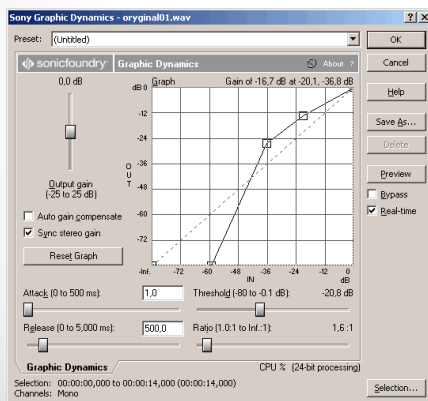 Sony Graphic Dynamics - oryginal01.wav
Preset: (Untitled)
OK
sonicfoundry Graphic Dynamics About ?
Cancel
0,0 dB
Graph Gain of -16,7 dB at -20,1, -36,8 dB
dB 0
Help
-12
Save As...
-24
Delete
-36
OUT
Output gain
(-25 to 25 dB)
-48
Preview
Bypass
Auto gain compensate
-60
Real-time
Sync stereo gain
-72
Reset Graph
-Inf. -72 -60 -48 -36 -24 -12 0
IN dB
Attack (0 to 500 ms): 1,0 Threshold (-80 to -0.1 dB): -20,8 dB
Release (0 to 5,000 ms): 500,0 Ratio (1.0:1 to Inf.:1): 1,6 :1
Graphic Dynamics CPU % (24-bit processing)
Selection: 00:00:00,000 to 00:00:14,000 (00:00:14,000)
Channels: Mono
Selection...